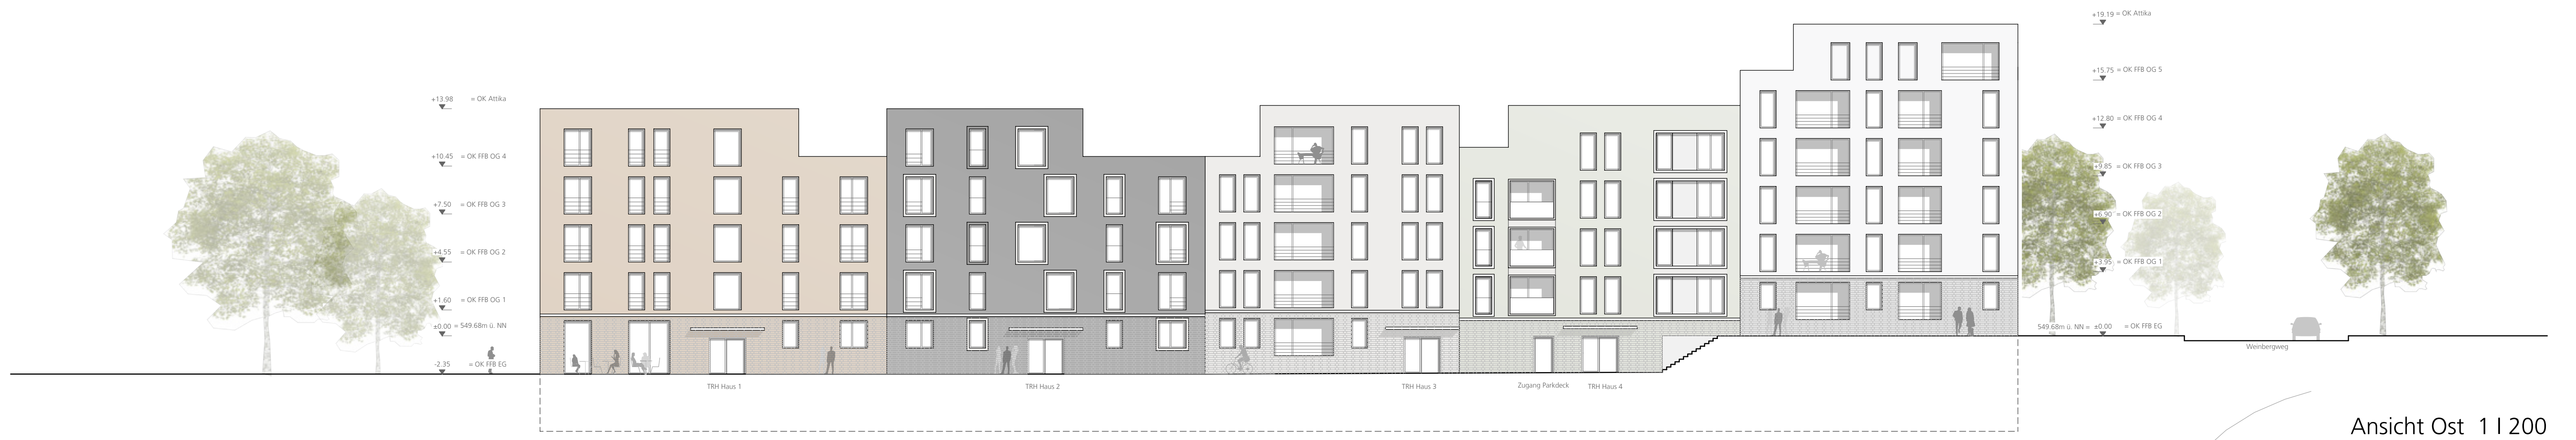 +13.98 = OK Attika
+10.45 = OK FFB OG 4
+7.50 = OK FFB OG 3
+4.55 = OK FFB OG 2
+1.60 = OK FFB OG 1
±0.00 = 549.68m ü. NN
-2.35 = OK FFB EG
TRH Haus 1
TRH Haus 2
TRH Haus 3
Zugang Parkdeck
TRH Haus 4
+19.19 = OK Attika
+15.75 = OK FFB OG 5
+12.80 = OK FFB OG 4
+9.85 = OK FFB OG 3
+6.90 = OK FFB OG 2
+3.95 = OK FFB OG 1
549.68m ü. NN = ±0.00 = OK FFB EG
Weinbergweg
Ansicht Ost 1 I 200